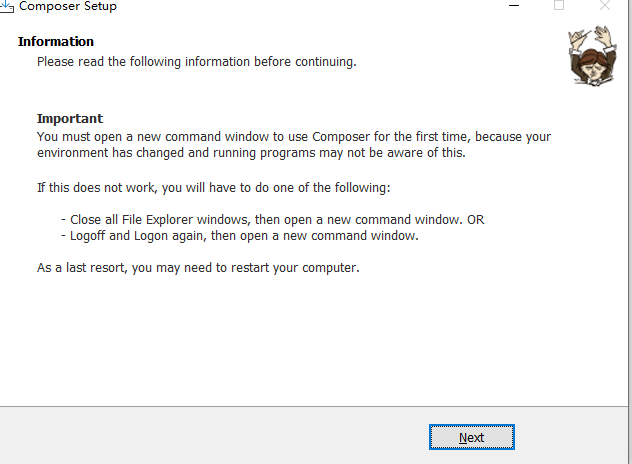 Composer Setup
Information
Please read the following information before continuing.
Important
You must open a new command window to use Composer for the first time, because your
environment has changed and running programs may not be aware of this.
If this does not work, you will have to do one of the following:
- Close all File Explorer windows, then open a new command window. OR
- Logoff and Logon again, then open a new command window.
As a last resort, you may need to restart your computer.
Next